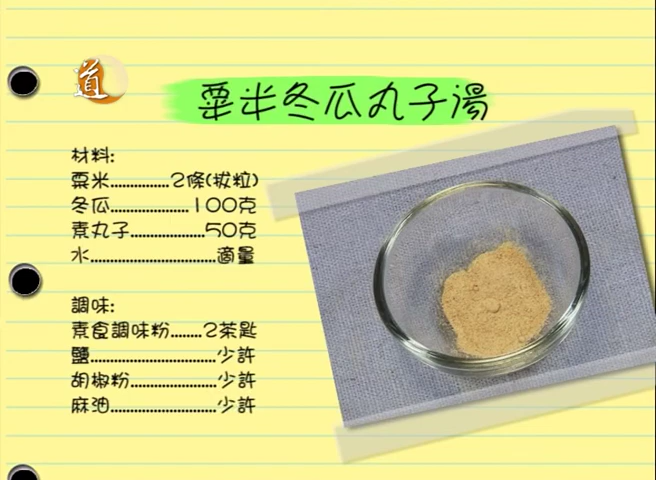 道
粟米冬瓜丸子湯
材料:
粟米...............2條(拔粒)
冬瓜....................100克
素丸子...................50克
水................................適量
調味:
素食調味粉........2茶匙
鹽................................少許
胡椒粉......................少許
麻油...........................少許